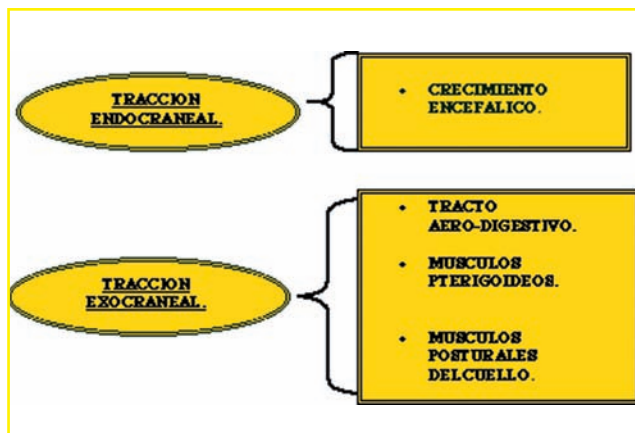 TRACCION
ENDOCRANEAL.
• CRECIMIENTO
ENCEFALICO.
TRACCION
EXOCRANEAL.
• TRACTO
AERO-DIGESTIVO.
• MUSCULOS
PTERIGOIDEOS.
• MUSCULOS
POSTURALES
DELCUELLO.